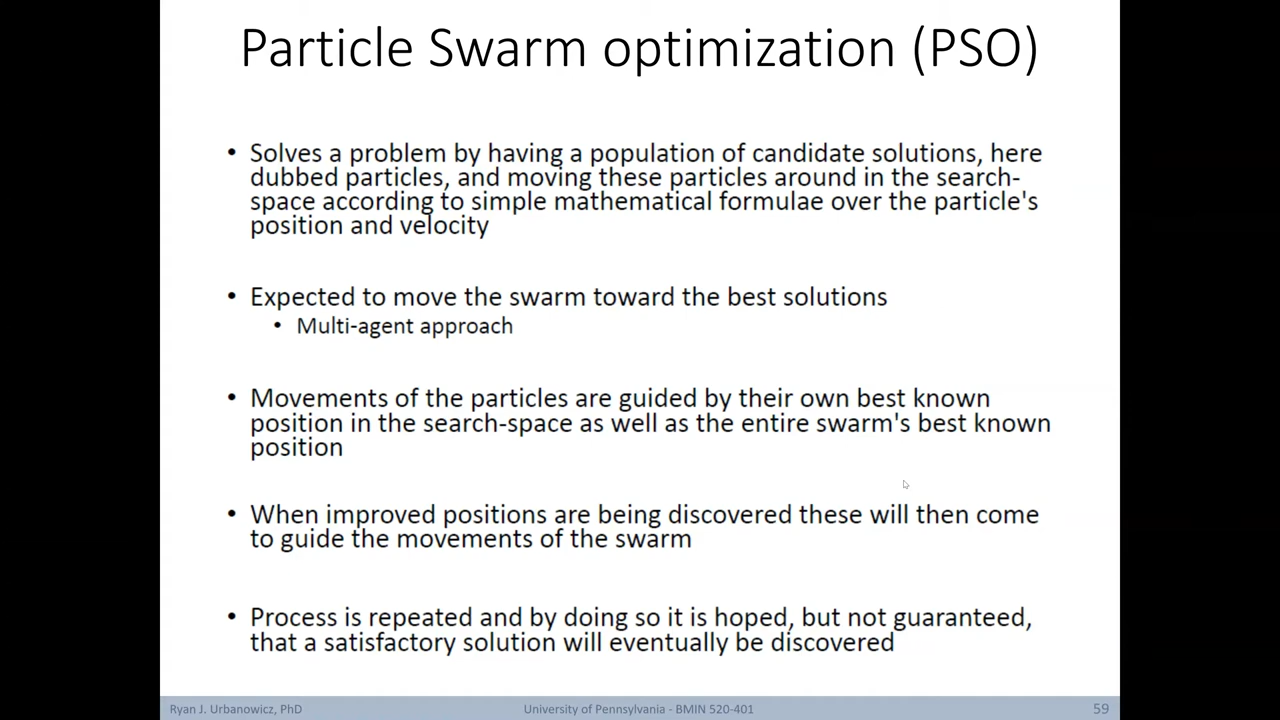 Particle Swarm optimization (PSO)
• Solves a problem by having a population of candidate solutions, here
dubbed particles, and moving these particles around in the search-
space according to simple mathematical formulae over the particle's
position and velocity
• Expected to move the swarm toward the best solutions
• Multi-agent approach
• Movements of the particles are guided by their own best known
position in the search-space as well as the entire swarm's best known
position
• When improved positions are being discovered these will then come
to guide the movements of the swarm
• Process is repeated and by doing so it is hoped, but not guaranteed,
that a satisfactory solution will eventually be discovered
Ryan J. Urbanowicz, PhD
University of Pennsylvania - BMIN 520-401
59